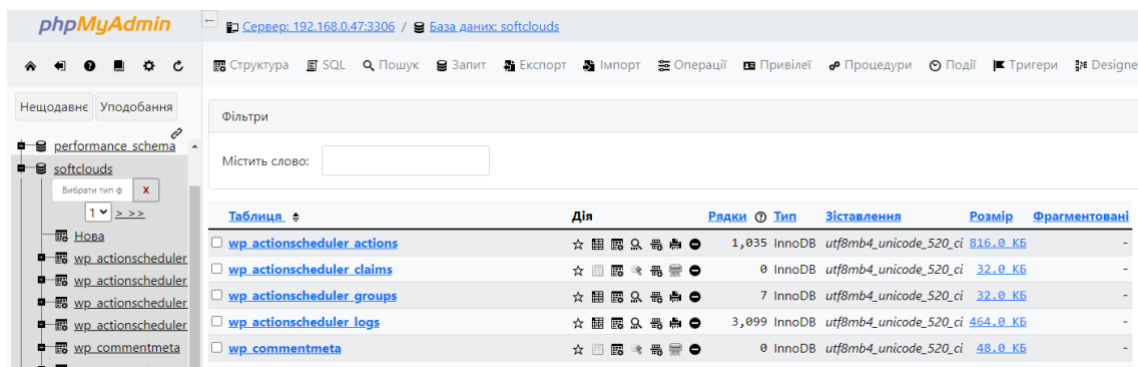 phpMyAdmin
Сервер: 192.168.0.47:3306 / База даних: softclouds
Структура SQL Пошук Запит Експорт Імпорт Операції Привілеї Процедури Події Тригери Designe
Нещодавнє Уподобання
performance_schema
softclouds
Вибрати тип ф X
1 > >>
Нова
wp_actionscheduler
wp_actionscheduler
wp_actionscheduler
wp_actionscheduler
wp_commentmeta
Фільтри
Містить слово:
Таблиця Дія Рядки Тип Зіставлення Розмір Фрагментовані
wp_actionscheduler_actions 1,035 InnoDB utf8mb4_unicode_520_ci 816.0 КБ -
wp_actionscheduler_claims 0 InnoDB utf8mb4_unicode_520_ci 32.0 КБ -
wp_actionscheduler_groups 7 InnoDB utf8mb4_unicode_520_ci 32.0 КБ -
wp_actionscheduler_logs 3,099 InnoDB utf8mb4_unicode_520_ci 464.0 КБ -
wp_commentmeta 0 InnoDB utf8mb4_unicode_520_ci 48.0 КБ -